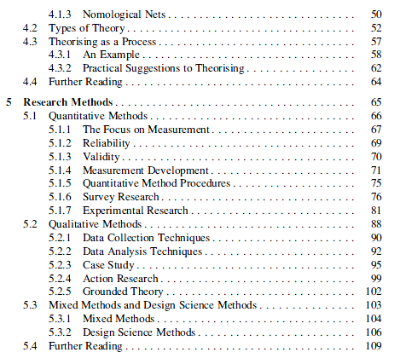 4.1.3 Nomological Nets . . . . . . . . . . . . . . . . . . . . . . . . . . . . . . . 50
4.2 Types of Theory . . . . . . . . . . . . . . . . . . . . . . . . . . . . . . . . . . . . 52
4.3 Theorising as a Process . . . . . . . . . . . . . . . . . . . . . . . . . . . . . . . 57
4.3.1 An Example . . . . . . . . . . . . . . . . . . . . . . . . . . . . . . . . . . 58
4.3.2 Practical Suggestions to Theorising . . . . . . . . . . . . . . . . . . 62
4.4 Further Reading . . . . . . . . . . . . . . . . . . . . . . . . . . . . . . . . . . . . 64
5 Research Methods . . . . . . . . . . . . . . . . . . . . . . . . . . . . . . . . . . . . . . 65
5.1 Quantitative Methods . . . . . . . . . . . . . . . . . . . . . . . . . . . . . . . . 66
5.1.1 The Focus on Measurement . . . . . . . . . . . . . . . . . . . . . . . . 67
5.1.2 Reliability . . . . . . . . . . . . . . . . . . . . . . . . . . . . . . . . . . . . 69
5.1.3 Validity . . . . . . . . . . . . . . . . . . . . . . . . . . . . . . . . . . . . . . 70
5.1.4 Measurement Development . . . . . . . . . . . . . . . . . . . . . . . . 71
5.1.5 Quantitative Method Procedures . . . . . . . . . . . . . . . . . . . . 75
5.1.6 Survey Research . . . . . . . . . . . . . . . . . . . . . . . . . . . . . . . . 76
5.1.7 Experimental Research . . . . . . . . . . . . . . . . . . . . . . . . . . . 81
5.2 Qualitative Methods . . . . . . . . . . . . . . . . . . . . . . . . . . . . . . . . . 88
5.2.1 Data Collection Techniques . . . . . . . . . . . . . . . . . . . . . . . . 90
5.2.2 Data Analysis Techniques . . . . . . . . . . . . . . . . . . . . . . . . . 92
5.2.3 Case Study . . . . . . . . . . . . . . . . . . . . . . . . . . . . . . . . . . . . 95
5.2.4 Action Research . . . . . . . . . . . . . . . . . . . . . . . . . . . . . . . . 99
5.2.5 Grounded Theory . . . . . . . . . . . . . . . . . . . . . . . . . . . . . . . 102
5.3 Mixed Methods and Design Science Methods . . . . . . . . . . . . . . . . 103
5.3.1 Mixed Methods . . . . . . . . . . . . . . . . . . . . . . . . . . . . . . . . . 104
5.3.2 Design Science Methods . . . . . . . . . . . . . . . . . . . . . . . . . . 106
5.4 Further Reading . . . . . . . . . . . . . . . . . . . . . . . . . . . . . . . . . . . . 109